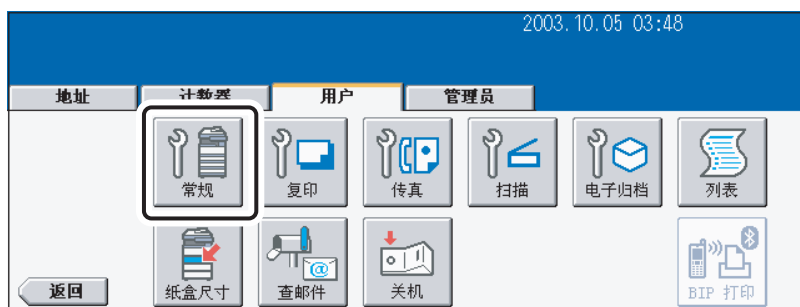 2003.10.05 03:48
地址 计数器 用户 管理员
常规 复印 传真 扫描 电子归档 列表
@
返回 纸盒尺寸 查邮件 关机 BIP 打印